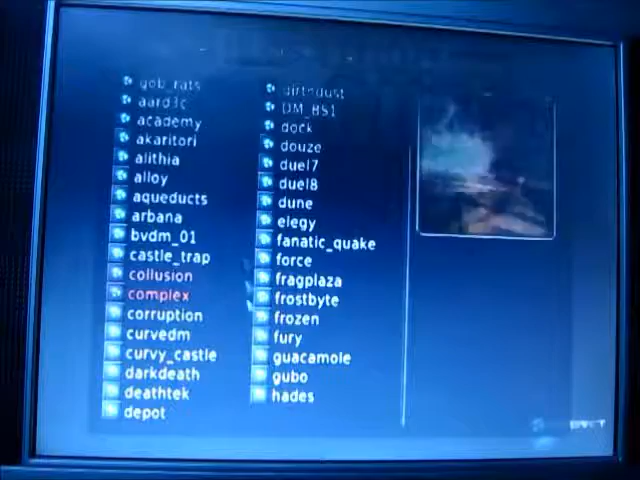 gob_rats
aard3c
academy
akaritori
alithia
alloy
aqueducts
arbana
bvdm_01
castle_trap
collusion
complex
corruption
curvedm
curvy_castle
darkdeath
deathtek
depot
dirtndust
DM_BS1
dock
douze
duel7
duel8
dune
elegy
fanatic_quake
force
fragplaza
frostbyte
frozen
fury
guacamole
gubo
hades